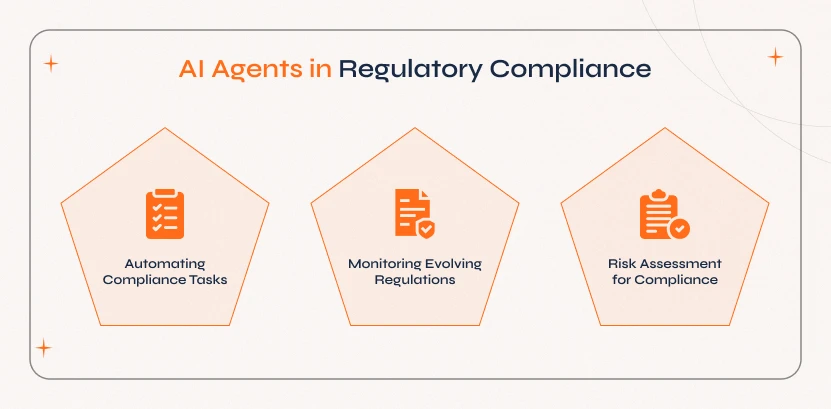 AI Agents in Regulatory Compliance
Automating
Compliance Tasks
Monitoring Evolving
Regulations
Risk Assessment
for Compliance